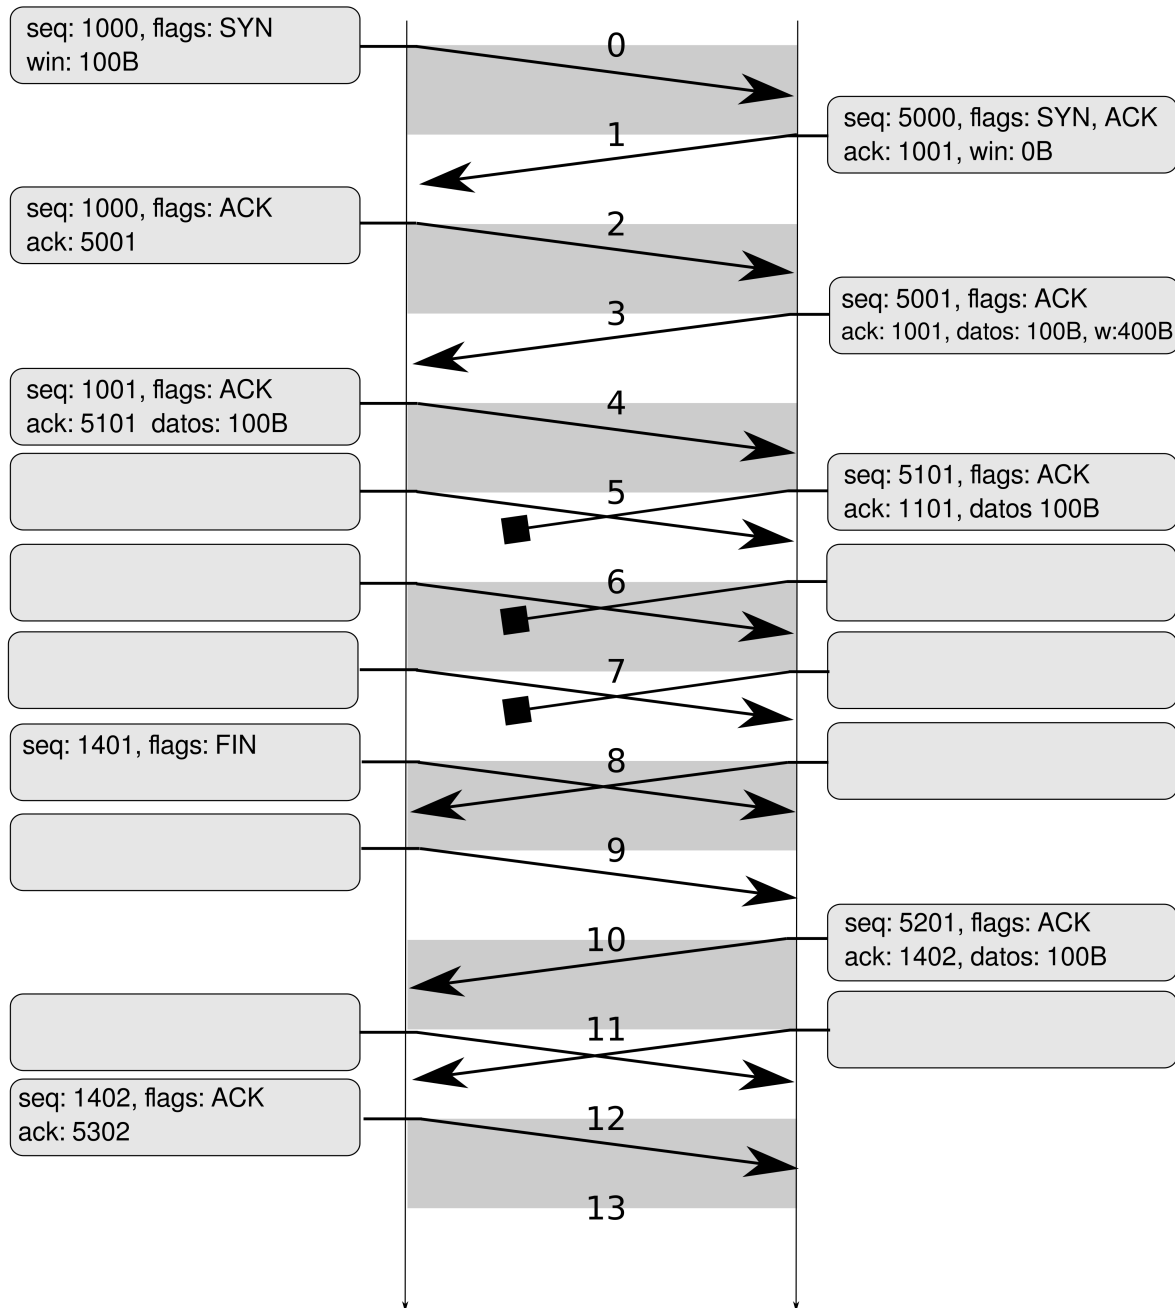 seq: 1000, flags: SYN
win: 100B
0
seq: 5000, flags: SYN, ACK
ack: 1001, win: 0B
1
seq: 1000, flags: ACK
ack: 5001
2
seq: 5001, flags: ACK
ack: 1001, datos: 100B, w:400B
3
seq: 1001, flags: ACK
ack: 5101 datos: 100B
4
seq: 5101, flags: ACK
ack: 1101, datos 100B
5
6
7
seq: 1401, flags: FIN
8
9
seq: 5201, flags: ACK
ack: 1402, datos: 100B
10
11
seq: 1402, flags: ACK
ack: 5302
12
13